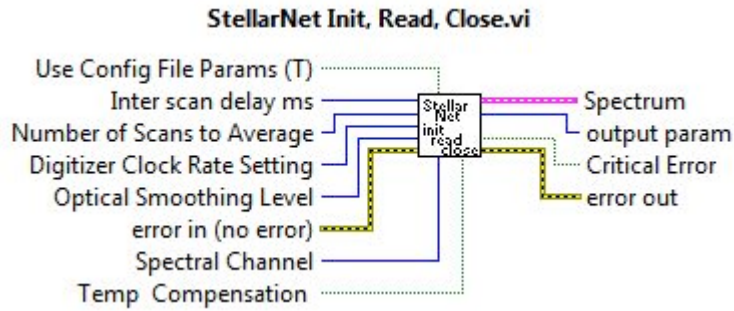 StellarNet Init, Read, Close.vi
Use Config File Params (T)
Inter scan delay ms
Number of Scans to Average
Digitizer Clock Rate Setting
Optical Smoothing Level
error in (no error)
Spectral Channel
Temp Compensation
Stellar
Net
init
read
close
Spectrum
output param
Critical Error
error out